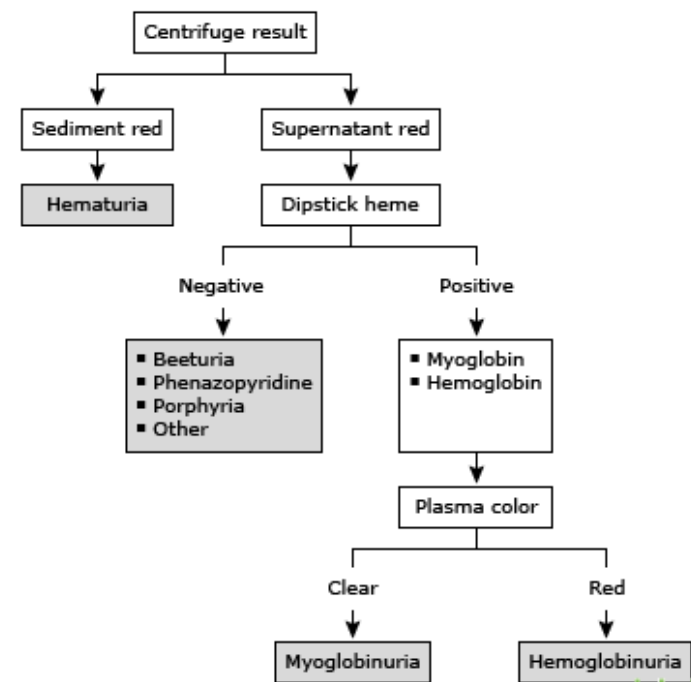 Centrifuge result
Sediment red
Supernatant red
Hematuria
Dipstick heme
Negative
Positive
▪ Beeturia
▪ Phenazopyridine
▪ Porphyria
▪ Other
▪ Myoglobin
▪ Hemoglobin
Plasma color
Clear
Red
Myoglobinuria
Hemoglobinuria